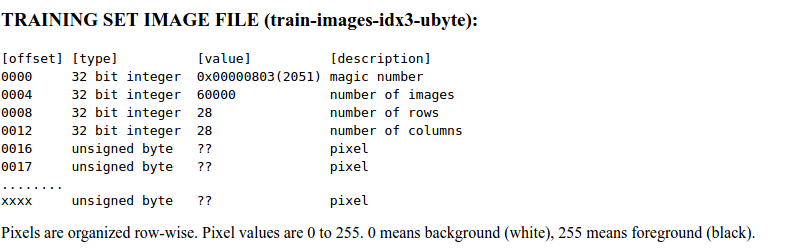 TRAINING SET IMAGE FILE (train-images-idx3-ubyte):
[offset] [type] [value] [description]
0000 32 bit integer 0x00000803(2051) magic number
0004 32 bit integer 60000 number of images
0008 32 bit integer 28 number of rows
0012 32 bit integer 28 number of columns
0016 unsigned byte ?? pixel
0017 unsigned byte ?? pixel
........
xxxx unsigned byte ?? pixel
Pixels are organized row-wise. Pixel values are 0 to 255. 0 means background (white), 255 means foreground (black).